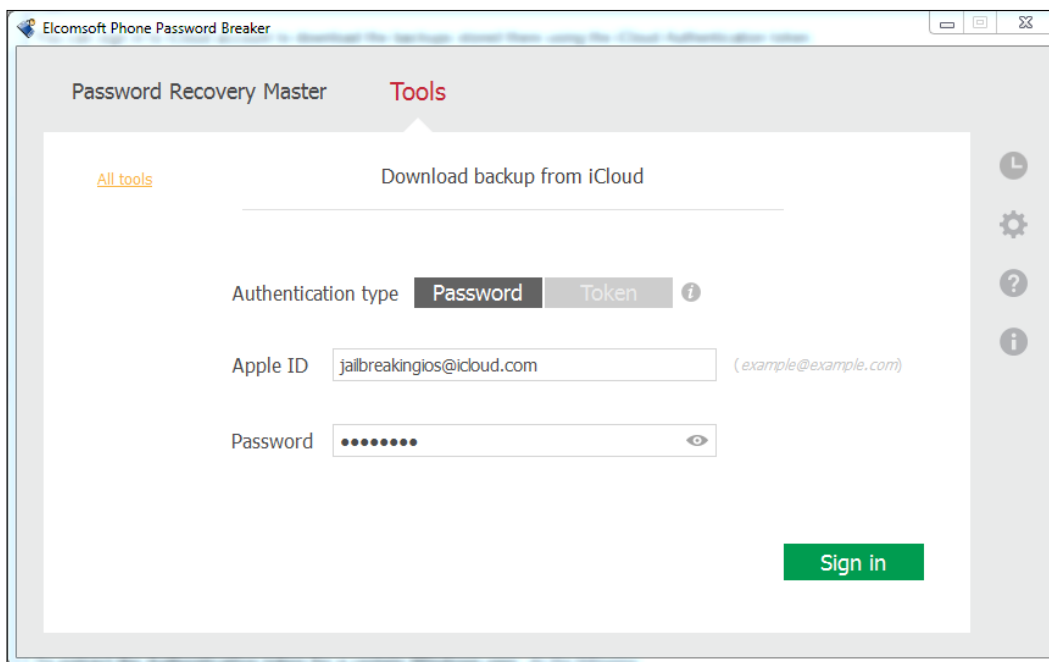 Elcomsoft Phone Password Breaker
Password Recovery Master Tools
All tools
Download backup from iCloud
Authentication type Password Token
Apple ID jailbreakingios@icloud.com (example@example.com)
Password ••••••••
Sign in